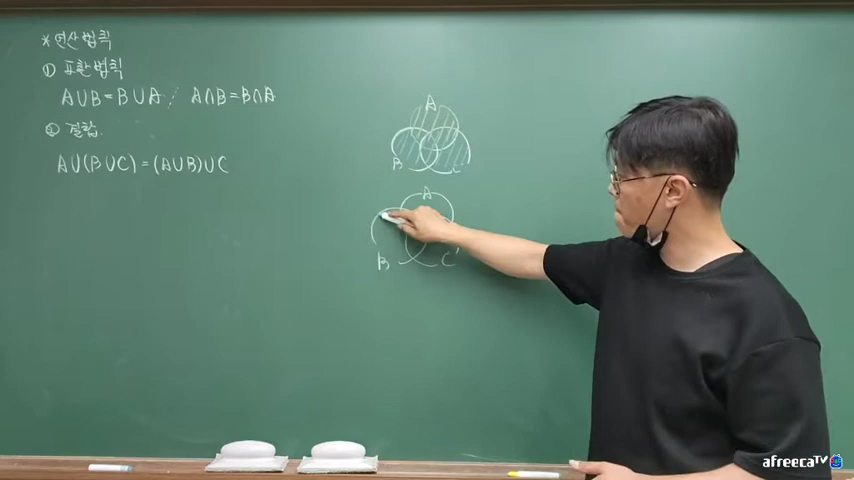 * 연산법칙
① 교환법칙
A∪B = B∪A ; A∩B = B∩A
② 결합.
A∪(B∪C) = (A∪B)∪C
A
B C
A
B C
afreecaTV